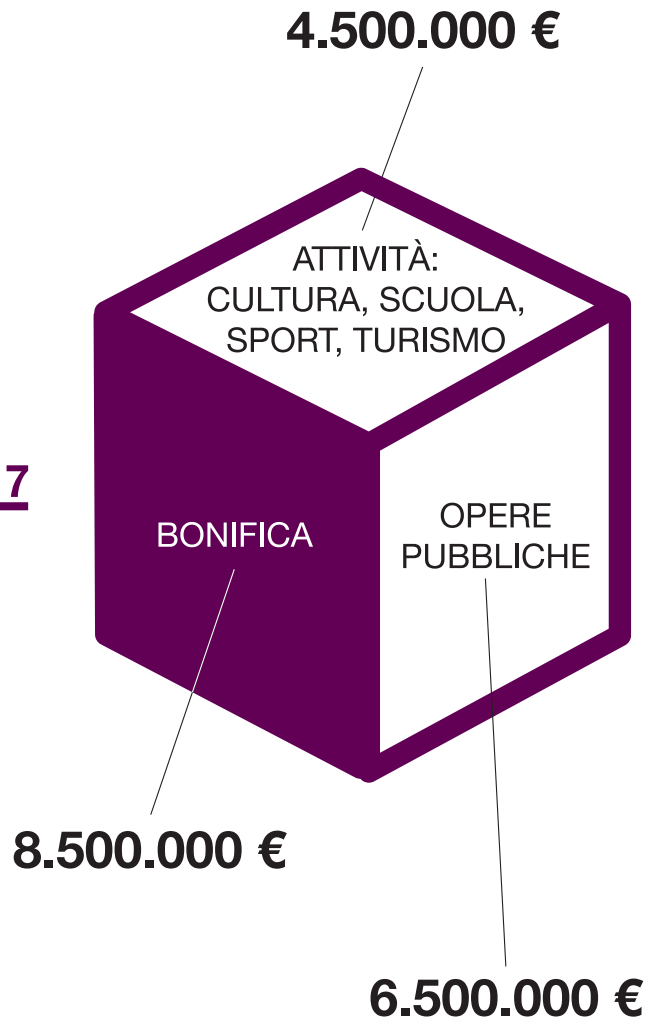 4.500.000 €
ATTIVITÀ:
CULTURA, SCUOLA,
SPORT, TURISMO
7
BONIFICA
OPERE
PUBBLICHE
8.500.000 €
6.500.000 €